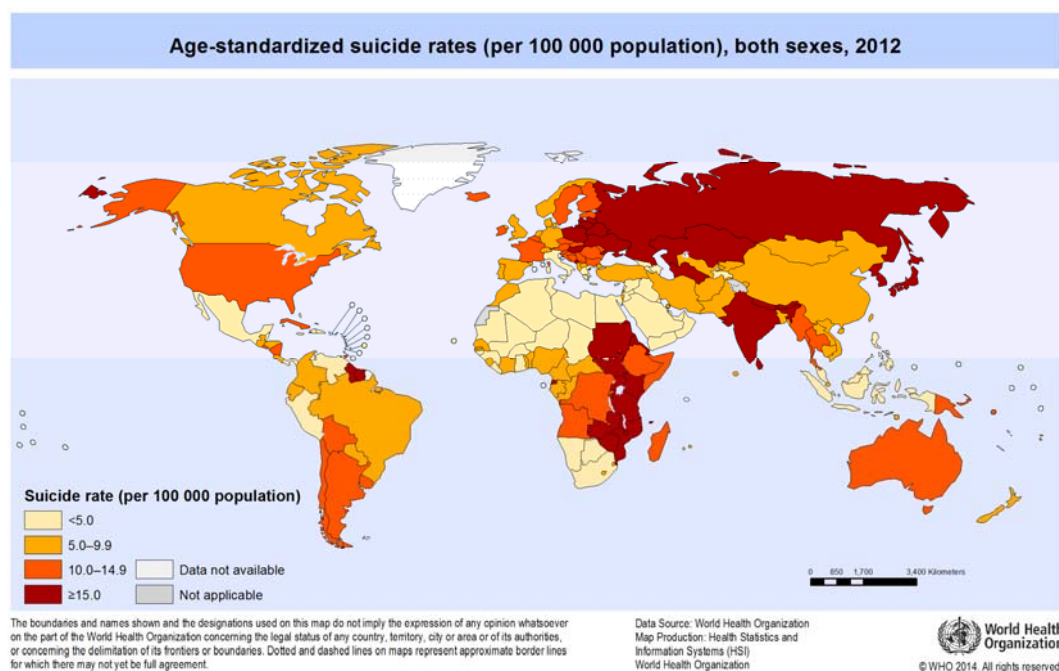 Age-standardized suicide rates (per 100 000 population), both sexes, 2012
Suicide rate (per 100 000 population)
<5.0
5.0–9.9
10.0–14.9
≥15.0
Data not available
Not applicable
0 850 1,700 3,400 Kilometers
The boundaries and names shown and the designations used on this map do not imply the expression of any opinion whatsoever
on the part of the World Health Organization concerning the legal status of any country, territory, city or area or of its authorities,
or concerning the delimitation of its frontiers or boundaries. Dotted and dashed lines on maps represent approximate border lines
for which there may not yet be full agreement.
Data Source: World Health Organization
Map Production: Health Statistics and
Information Systems (HSI)
World Health Organization
World Health
Organization
© WHO 2014. All rights reserved